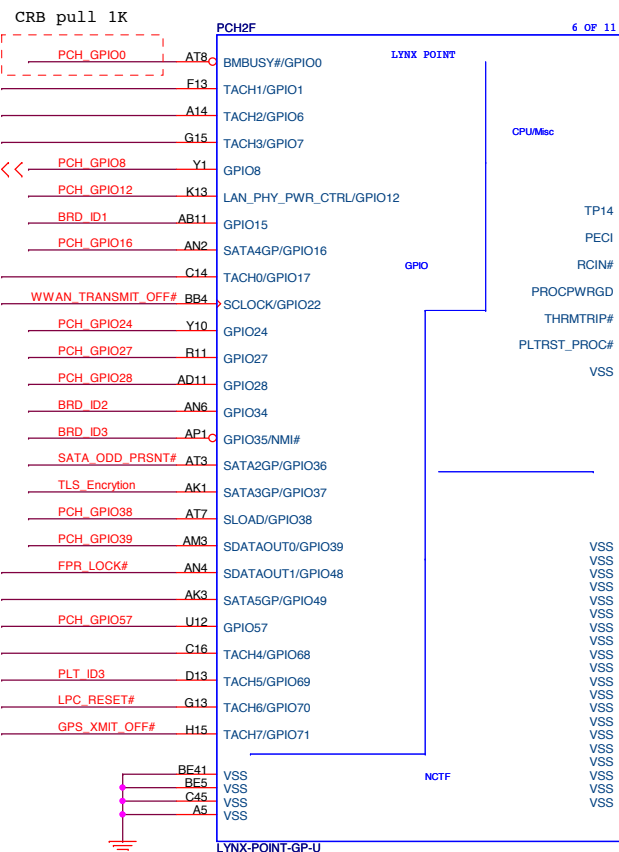 CRB pull 1K
PCH2F 6 OF 11
PCH_GPIO0 AT8 BMBUSY#/GPIO0 LYNX POINT
F13 TACH1/GPIO1
A14 TACH2/GPIO6
CPU/Misc
G15 TACH3/GPIO7
PCH_GPIO8 Y1 GPIO8
PCH_GPIO12 K13 LAN_PHY_PWR_CTRL/GPIO12
TP14
BRD_ID1 AB11 GPIO15
PECI
PCH_GPIO16 AN2 SATA4GP/GPIO16
GPIO RCIN#
C14 TACH0/GPIO17
PROCPWRGD
WWAN_TRANSMIT_OFF# BB4 SCLOCK/GPIO22
THRMTRIP#
PCH_GPIO24 Y10 GPIO24
PLTRST_PROC#
PCH_GPIO27 R11 GPIO27
VSS
PCH_GPIO28 AD11 GPIO28
BRD_ID2 AN6 GPIO34
BRD_ID3 AP1 GPIO35/NMI#
SATA_ODD_PRSNT# AT3 SATA2GP/GPIO36
TLS_Encrytion AK1 SATA3GP/GPIO37
PCH_GPIO38 AT7 SLOAD/GPIO38
PCH_GPIO39 AM3 SDATAOUT0/GPIO39 VSS
VSS
FPR_LOCK# AN4 SDATAOUT1/GPIO48 VSS
VSS
AK3 SATA5GP/GPIO49 VSS
VSS
PCH_GPIO57 U12 GPIO57 VSS
VSS
C16 TACH4/GPIO68 VSS
VSS
PLT_ID3 D13 TACH5/GPIO69 VSS
VSS
LPC_RESET# G13 TACH6/GPIO70 VSS
VSS
GPS_XMIT_OFF# H15 TACH7/GPIO71 VSS
VSS
VSS
BE41 VSS NCTF VSS
BE5 VSS VSS
C45 VSS VSS
A5 VSS
LYNX-POINT-GP-U